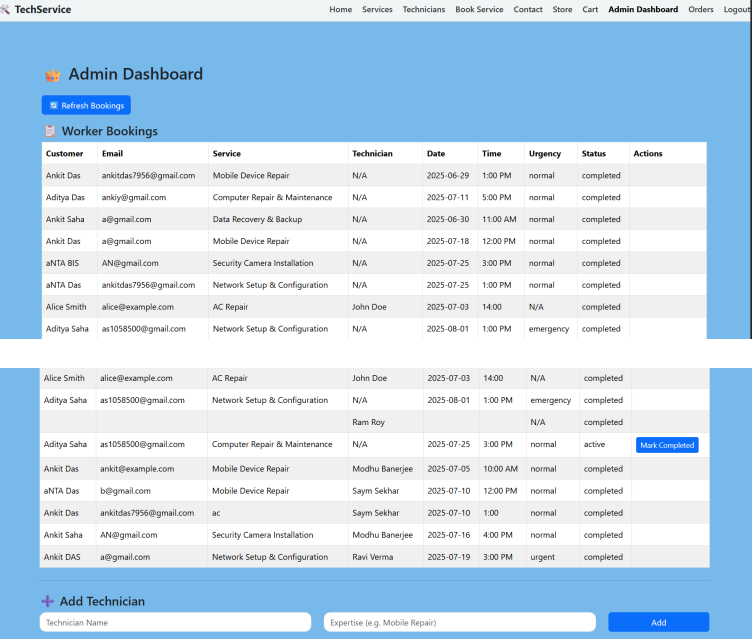 TechService Home Services Technicians Book Service Contact Store Cart Admin Dashboard Orders Logout
Admin Dashboard
Refresh Bookings
Worker Bookings
Customer Email Service Technician Date Time Urgency Status Actions
Ankit Das ankitdas7956@gmail.com Mobile Device Repair N/A 2025-06-29 1:00 PM normal completed
Aditya Das ankiy@gmail.com Computer Repair & Maintenance N/A 2025-07-11 5:00 PM normal completed
Ankit Saha a@gmail.com Data Recovery & Backup N/A 2025-06-30 11:00 AM normal completed
Ankit Das a@gmail.com Mobile Device Repair N/A 2025-07-18 12:00 PM normal completed
aNTA BIS AN@gmail.com Security Camera Installation N/A 2025-07-25 3:00 PM normal completed
aNTA Das ankitdas7956@gmail.com Network Setup & Configuration N/A 2025-07-25 1:00 PM normal completed
Alice Smith alice@example.com AC Repair John Doe 2025-07-03 14:00 N/A completed
Aditya Saha as1058500@gmail.com Network Setup & Configuration N/A 2025-08-01 1:00 PM emergency completed
Alice Smith alice@example.com AC Repair John Doe 2025-07-03 14:00 N/A completed
Aditya Saha as1058500@gmail.com Network Setup & Configuration N/A 2025-08-01 1:00 PM emergency completed
Ram Roy N/A completed
Aditya Saha as1058500@gmail.com Computer Repair & Maintenance N/A 2025-07-25 3:00 PM normal active Mark Completed
Ankit Das ankit@example.com Mobile Device Repair Modhu Banerjee 2025-07-05 10:00 AM normal completed
aNTA Das b@gmail.com Mobile Device Repair Saym Sekhar 2025-07-10 12:00 PM normal completed
Ankit Das ankitdas7956@gmail.com ac Saym Sekhar 2025-07-10 1:00 normal completed
Ankit Saha AN@gmail.com Security Camera Installation Modhu Banerjee 2025-07-16 4:00 PM normal completed
Ankit DAS a@gmail.com Network Setup & Configuration Ravi Verma 2025-07-19 3:00 PM urgent completed
Add Technician
Technician Name Expertise (e.g. Mobile Repair) Add